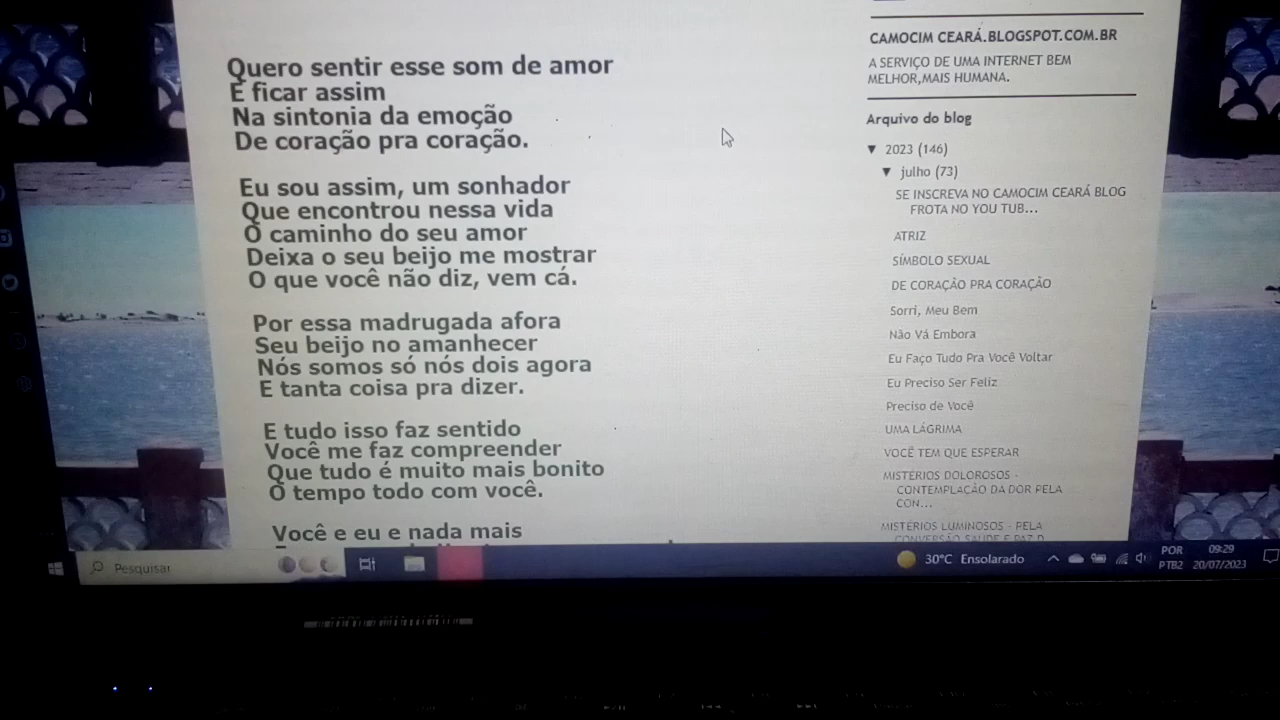 Quero sentir esse som de amor
E ficar assim
Na sintonia da emoção
De coração pra coração.
Eu sou assim, um sonhador
Que encontrou nessa vida
O caminho do seu amor
Deixa o seu beijo me mostrar
O que você não diz, vem cá.
Por essa madrugada afora
Seu beijo no amanhecer
Nós somos só nós dois agora
E tanta coisa pra dizer.
E tudo isso faz sentido
Você me faz compreender
Que tudo é muito mais bonito
O tempo todo com você.
Você e eu e nada mais
CAMOCIM CEARÁ.BLOGSPOT.COM.BR
A SERVIÇO DE UMA INTERNET BEM
MELHOR,MAIS HUMANA.
Arquivo do blog
▼ 2023 (146)
▼ julho (73)
SE INSCREVA NO CAMOCIM CEARÁ BLOG
FROTA NO YOU TUB...
ATRIZ
SÍMBOLO SEXUAL
DE CORAÇÃO PRA CORAÇÃO
Sorri, Meu Bem
Não Vá Embora
Eu Faço Tudo Pra Você Voltar
Eu Preciso Ser Feliz
Preciso de Você
UMA LÁGRIMA
VOCÊ TEM QUE ESPERAR
MISTÉRIOS DOLOROSOS -
CONTEMPLAÇÃO DA DOR PELA
CON...
MISTÉRIOS LUMINOSOS - PELA
CONVERSÃO SAÚDE E PAZ D
Pesquisar
30°C Ensolarado
POR
PTB2
09:29
20/07/2023